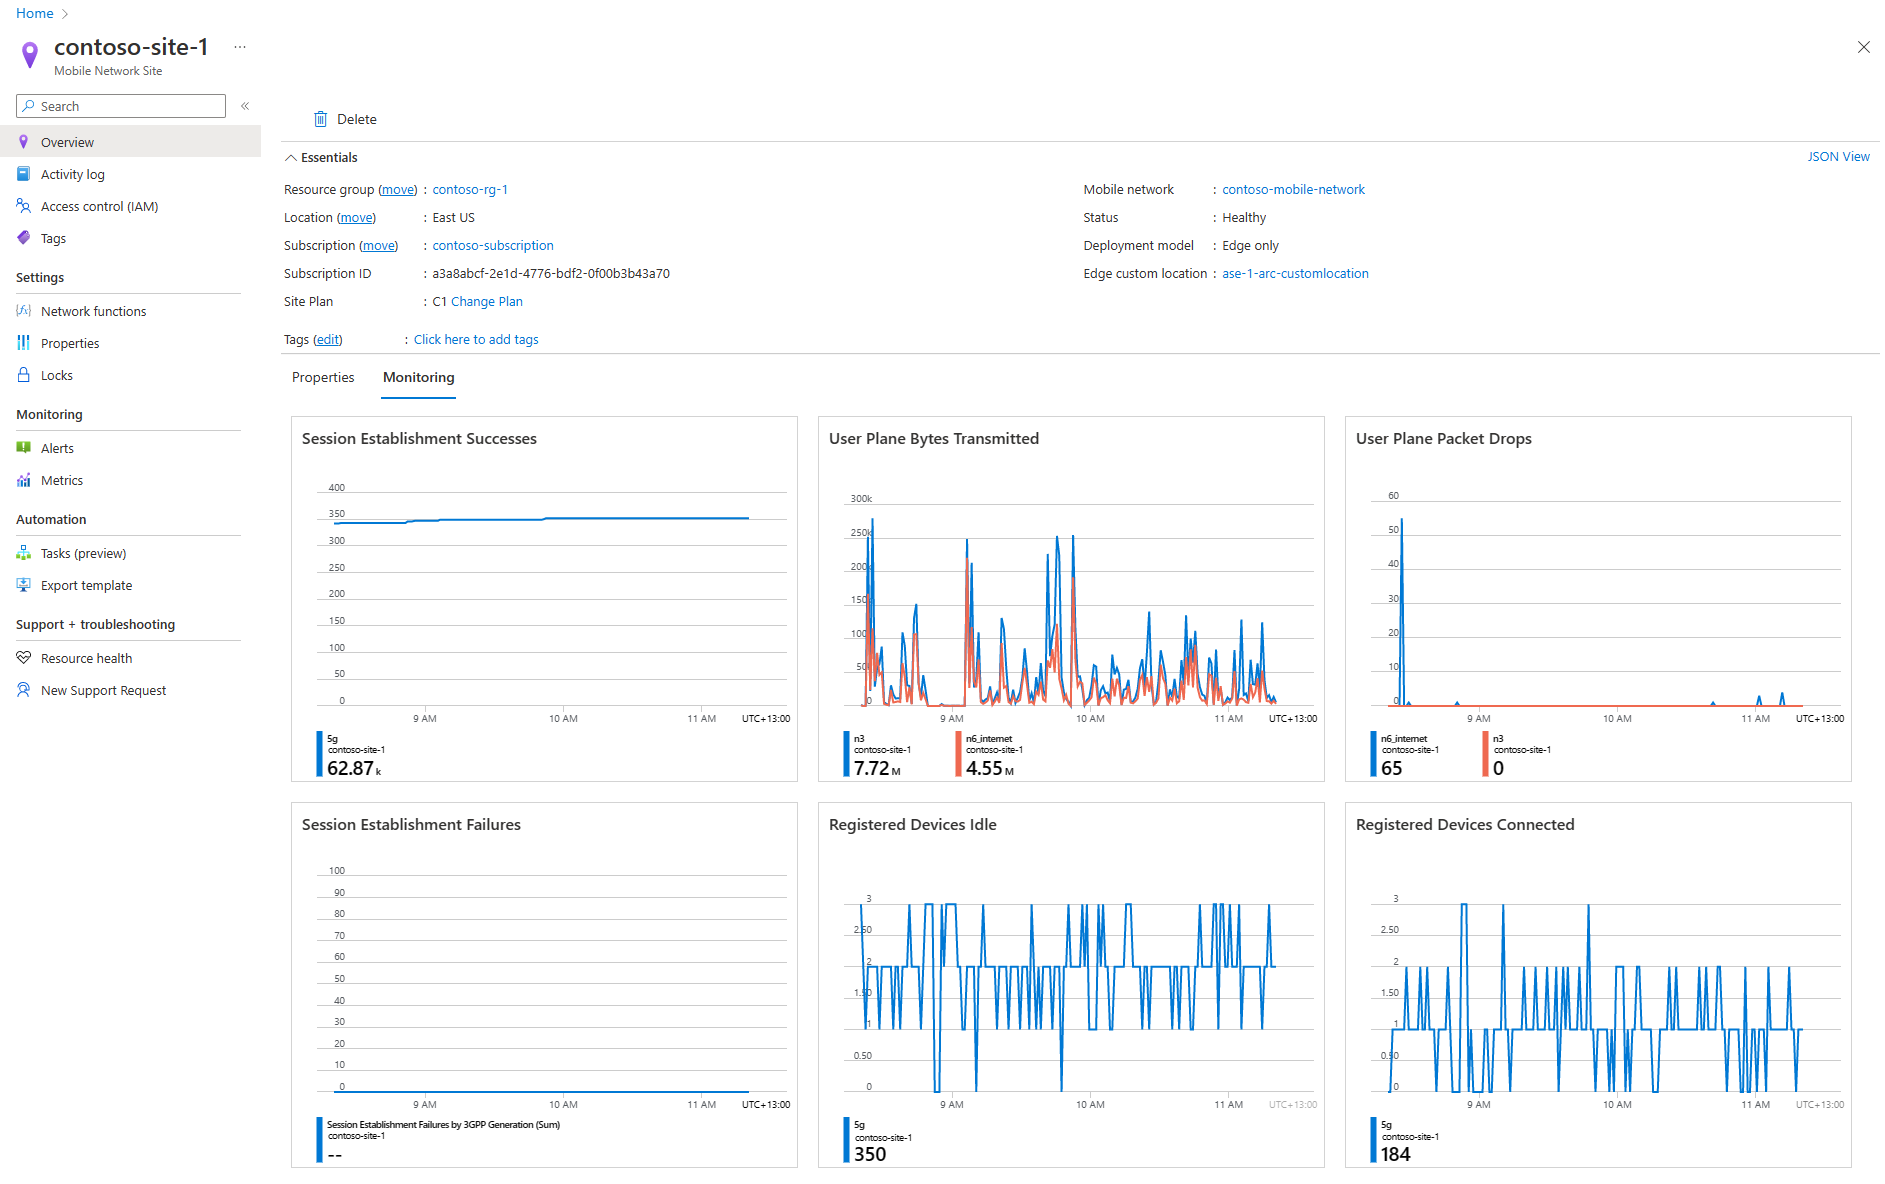 Home
contoso-site-1 ...
Mobile Network Site
Search
Overview
Activity log
Access control (IAM)
Tags
Settings
Network functions
Properties
Locks
Monitoring
Alerts
Metrics
Automation
Tasks (preview)
Export template
Support + troubleshooting
Resource health
New Support Request
Delete
Essentials
JSON View
Resource group (move) : contoso-rg-1
Location (move) : East US
Subscription (move) : contoso-subscription
Subscription ID : a3a8abcf-2e1d-4776-bdf2-0f00b3b43a70
Site Plan : C1 Change Plan
Mobile network : contoso-mobile-network
Status : Healthy
Deployment model : Edge only
Edge custom location : ase-1-arc-customlocation
Tags (edit) : Click here to add tags
Properties Monitoring
Session Establishment Successes
400
350
300
250
200
150
100
50
0
9 AM 10 AM 11 AM UTC+13:00
5g
contoso-site-1
62.87 k
User Plane Bytes Transmitted
300k
250k
200k
150k
100k
50k
0
9 AM 10 AM 11 AM UTC+13:00
n3
contoso-site-1
7.72 M
n6_internet
contoso-site-1
4.55 M
User Plane Packet Drops
60
50
40
30
20
10
0
9 AM 10 AM 11 AM UTC+13:00
n6_internet
contoso-site-1
65
n3
contoso-site-1
0
Session Establishment Failures
100
90
80
70
60
50
40
30
20
10
0
9 AM 10 AM 11 AM UTC+13:00
Session Establishment Failures by 3GPP Generation (Sum)
contoso-site-1
--
Registered Devices Idle
3
2.50
2
1.50
1
0.50
0
9 AM 10 AM 11 AM UTC+13:00
5g
contoso-site-1
350
Registered Devices Connected
3
2.50
2
1.50
1
0.50
0
9 AM 10 AM 11 AM UTC+13:00
5g
contoso-site-1
184